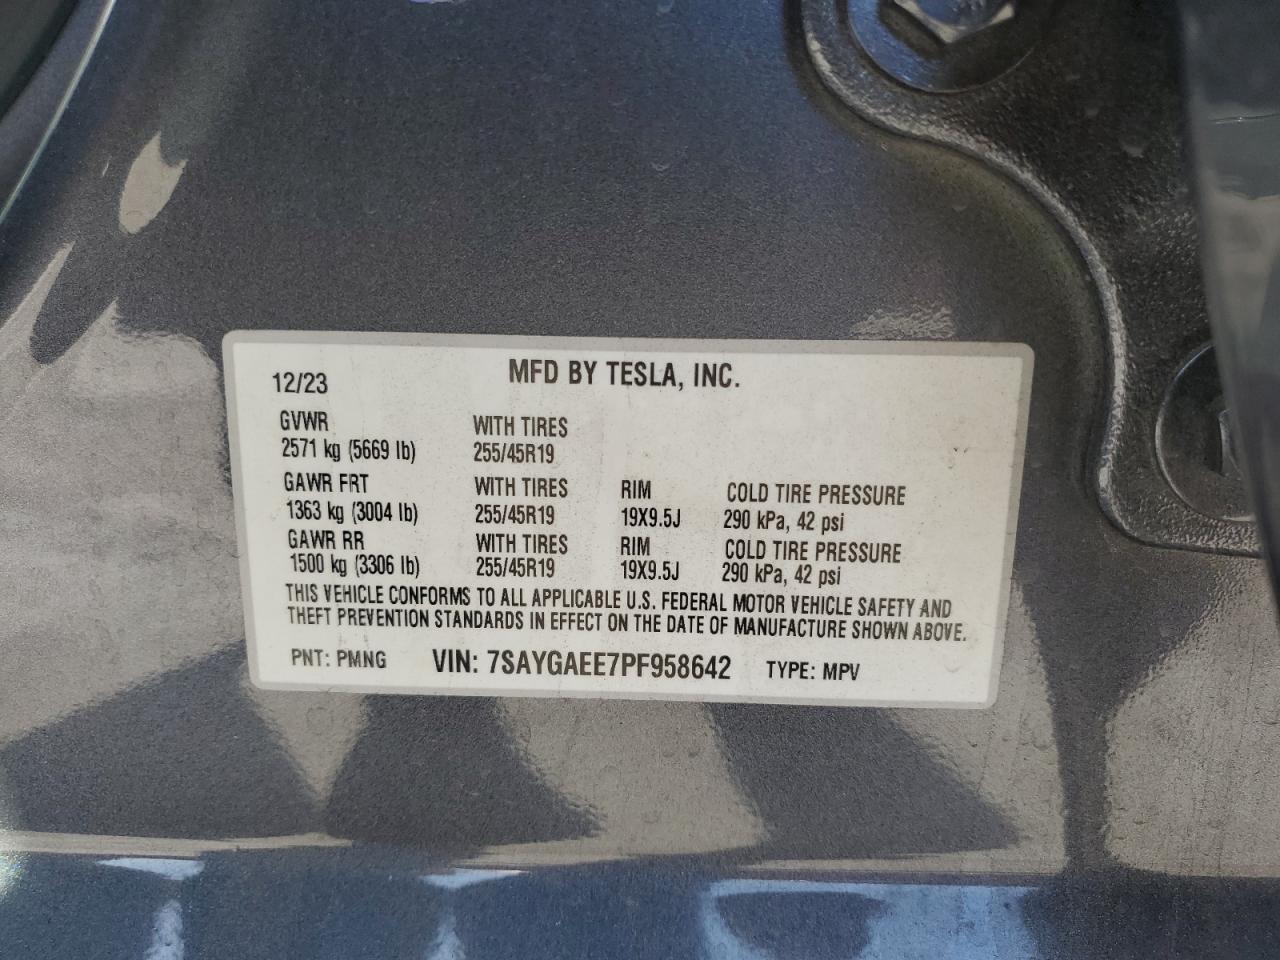 MFD BY TESLA, INC.
12/23
GVWR WITH TIRES
2571 kg (5669 lb) 255/45R19
GAWR FRT WITH TIRES RIM COLD TIRE PRESSURE
1363 kg (3004 lb) 255/45R19 19X9.5J 290 kPa, 42 psi
GAWR RR WITH TIRES RIM COLD TIRE PRESSURE
1500 kg (3306 lb) 255/45R19 19X9.5J 290 kPa, 42 psi
THIS VEHICLE CONFORMS TO ALL APPLICABLE U.S. FEDERAL MOTOR VEHICLE SAFETY AND
THEFT PREVENTION STANDARDS IN EFFECT ON THE DATE OF MANUFACTURE SHOWN ABOVE.
PNT: PMNG VIN: 7SAYGAEE7PF958642 TYPE: MPV